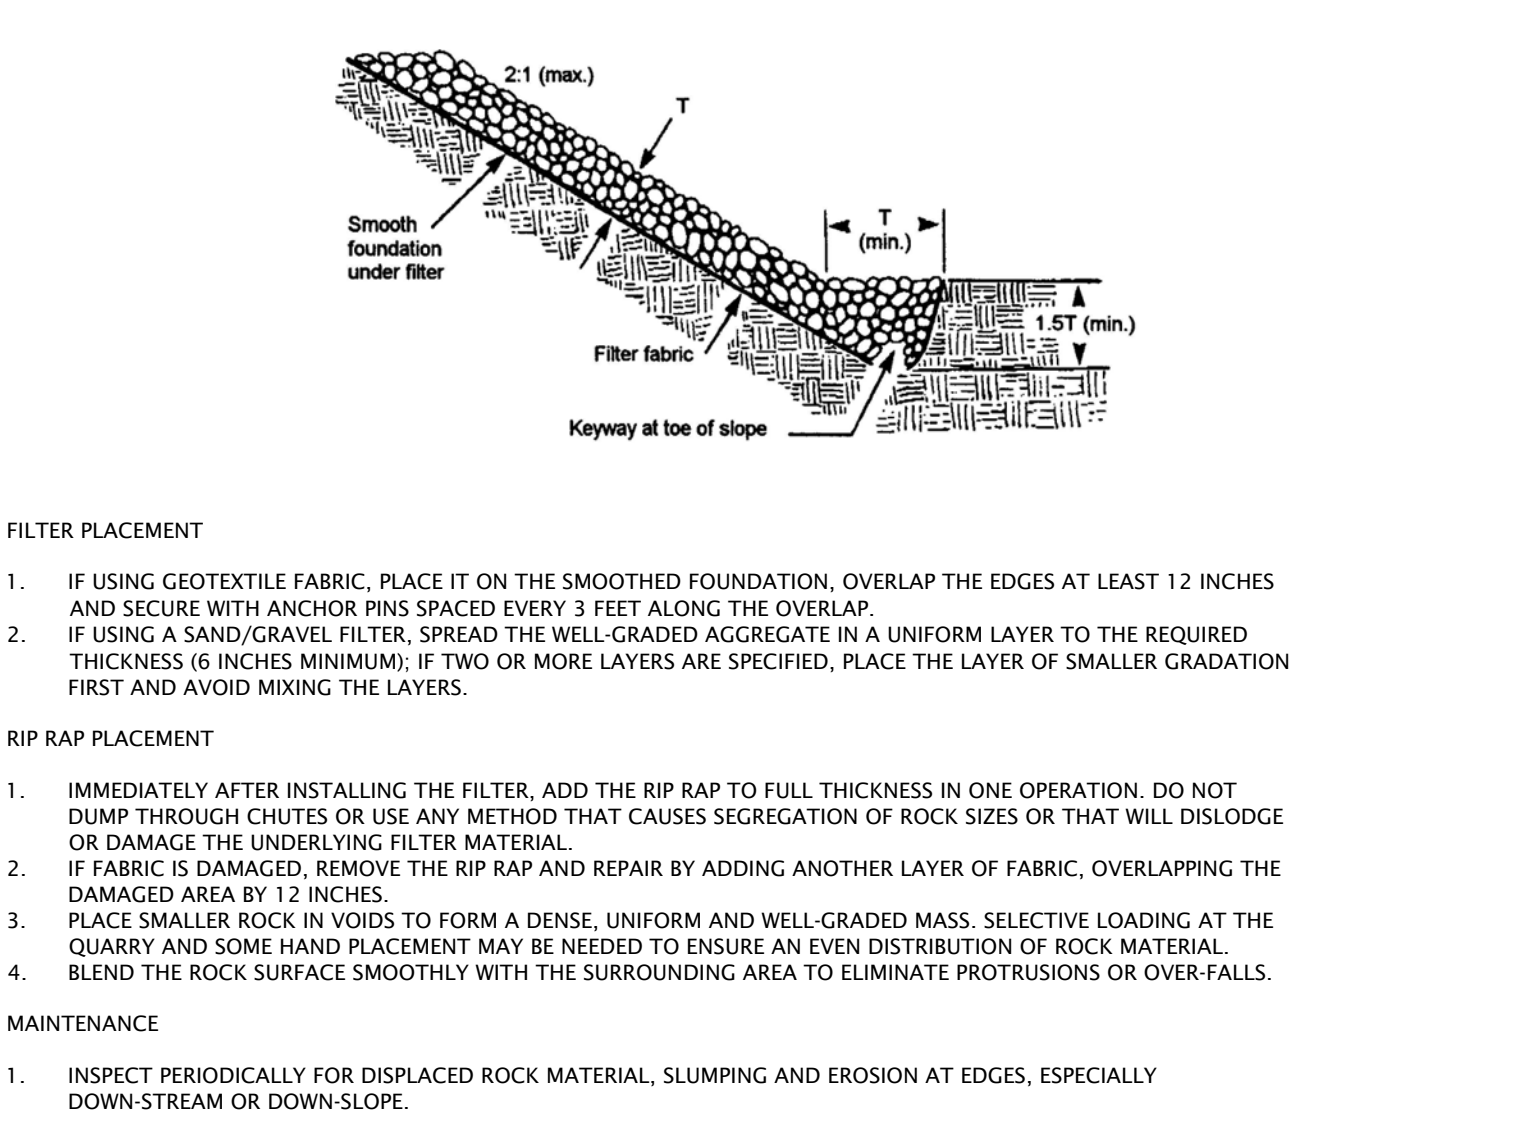 2:1 (max.)
T
T
(min.)
Smooth
foundation
under filter
1.5T (min.)
Filter fabric
Keyway at toe of slope
FILTER PLACEMENT
1. IF USING GEOTEXTILE FABRIC, PLACE IT ON THE SMOOTHED FOUNDATION, OVERLAP THE EDGES AT LEAST 12 INCHES
AND SECURE WITH ANCHOR PINS SPACED EVERY 3 FEET ALONG THE OVERLAP.
2. IF USING A SAND/GRAVEL FILTER, SPREAD THE WELL-GRADED AGGREGATE IN A UNIFORM LAYER TO THE REQUIRED
THICKNESS (6 INCHES MINIMUM); IF TWO OR MORE LAYERS ARE SPECIFIED, PLACE THE LAYER OF SMALLER GRADATION
FIRST AND AVOID MIXING THE LAYERS.
RIP RAP PLACEMENT
1. IMMEDIATELY AFTER INSTALLING THE FILTER, ADD THE RIP RAP TO FULL THICKNESS IN ONE OPERATION. DO NOT
DUMP THROUGH CHUTES OR USE ANY METHOD THAT CAUSES SEGREGATION OF ROCK SIZES OR THAT WILL DISLODGE
OR DAMAGE THE UNDERLYING FILTER MATERIAL.
2. IF FABRIC IS DAMAGED, REMOVE THE RIP RAP AND REPAIR BY ADDING ANOTHER LAYER OF FABRIC, OVERLAPPING THE
DAMAGED AREA BY 12 INCHES.
3. PLACE SMALLER ROCK IN VOIDS TO FORM A DENSE, UNIFORM AND WELL-GRADED MASS. SELECTIVE LOADING AT THE
QUARRY AND SOME HAND PLACEMENT MAY BE NEEDED TO ENSURE AN EVEN DISTRIBUTION OF ROCK MATERIAL.
4. BLEND THE ROCK SURFACE SMOOTHLY WITH THE SURROUNDING AREA TO ELIMINATE PROTRUSIONS OR OVER-FALLS.
MAINTENANCE
1. INSPECT PERIODICALLY FOR DISPLACED ROCK MATERIAL, SLUMPING AND EROSION AT EDGES, ESPECIALLY
DOWN-STREAM OR DOWN-SLOPE.